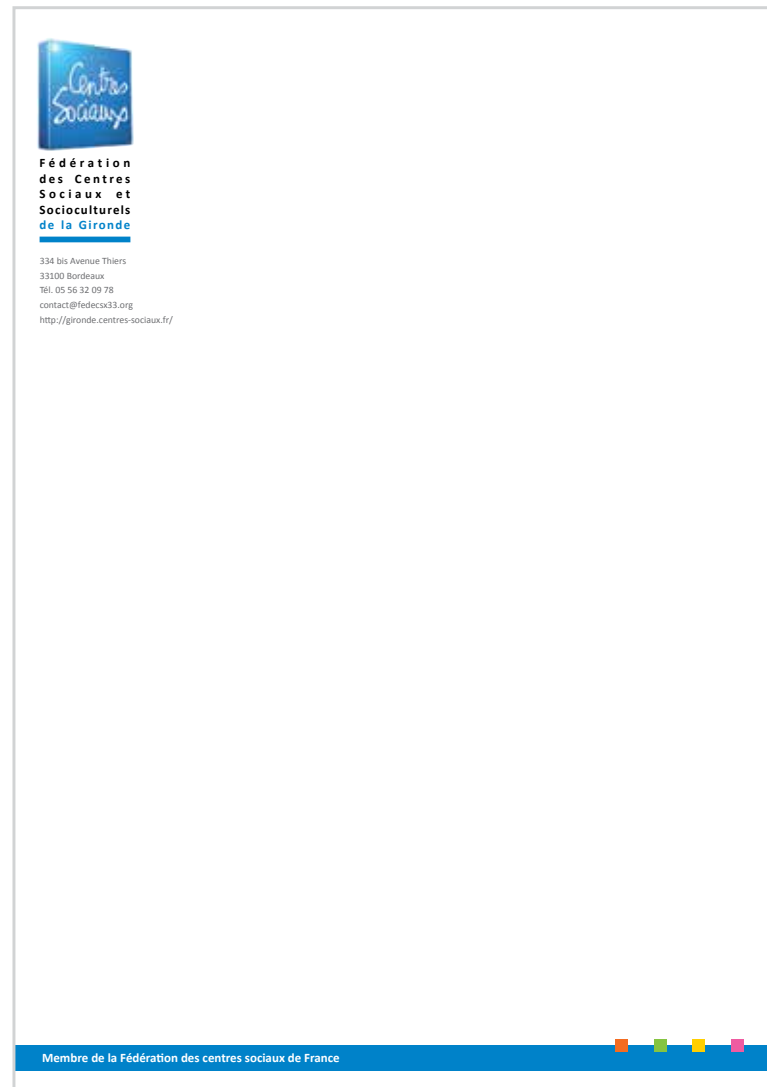 Centres
Sociaux
Fédération
des Centres
Sociaux et
Socioculturels
de la Gironde
334 bis Avenue Thiers
33100 Bordeaux
Tél. 05 56 32 09 78
contact@fedecsx33.org
http://gironde.centres-sociaux.fr/
Membre de la Fédération des centres sociaux de France